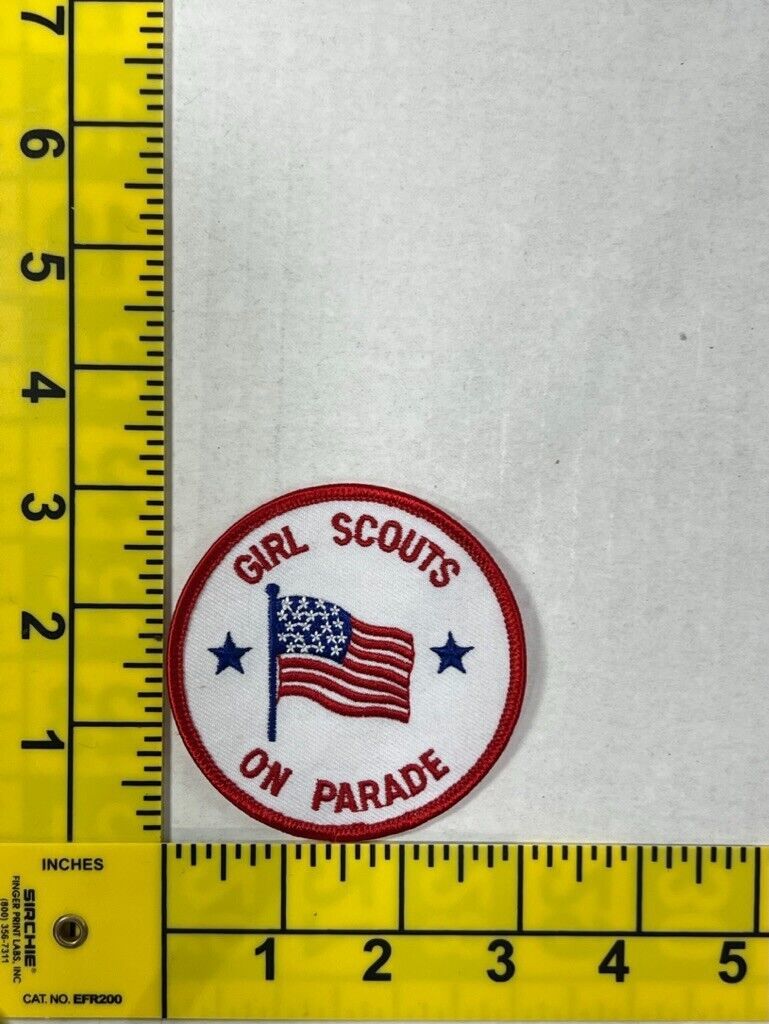 7
6
5
4
3
2
1
GIRL SCOUTS
ON PARADE
INCHES
SIRCHIE®
FINGER PRINT LABS, INC
(800) 356-7311
CAT. NO. EFR200
1 2 3 4 5